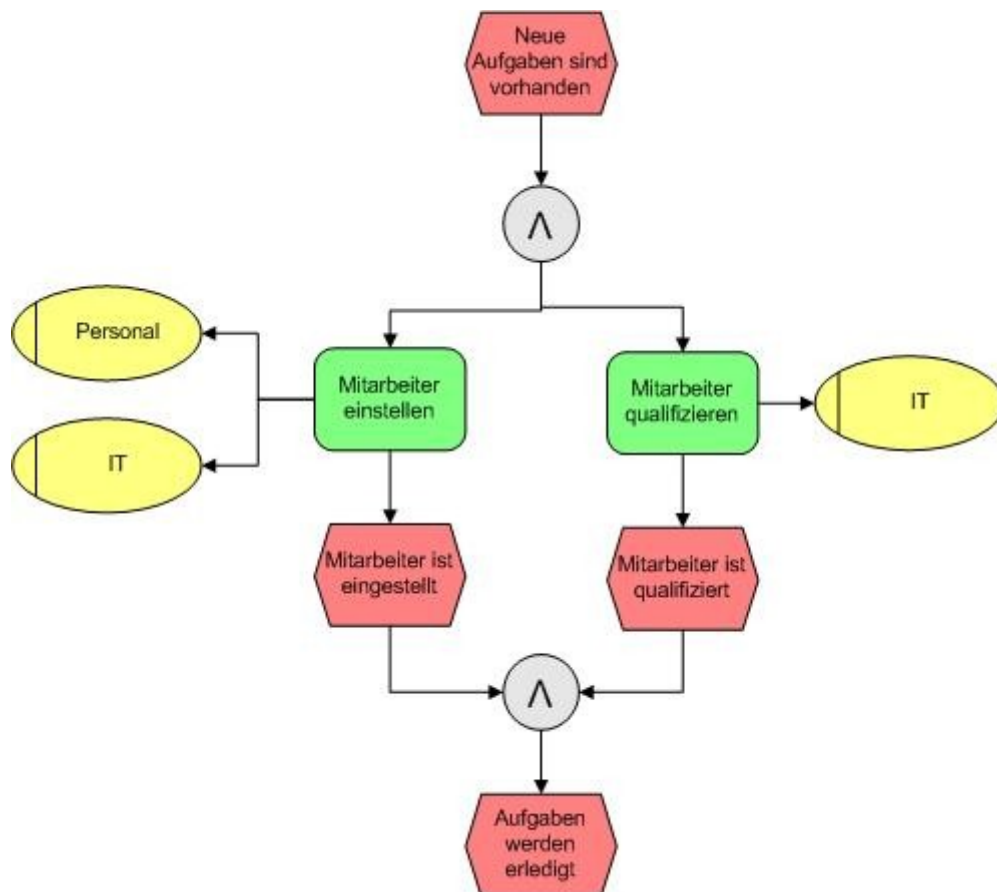 Neue
Aufgaben sind
vorhanden
Λ
Personal
IT
Mitarbeiter
einstellen
Mitarbeiter
qualifizieren
IT
Mitarbeiter ist
eingestellt
Mitarbeiter ist
qualifiziert
Λ
Aufgaben
werden
erledigt